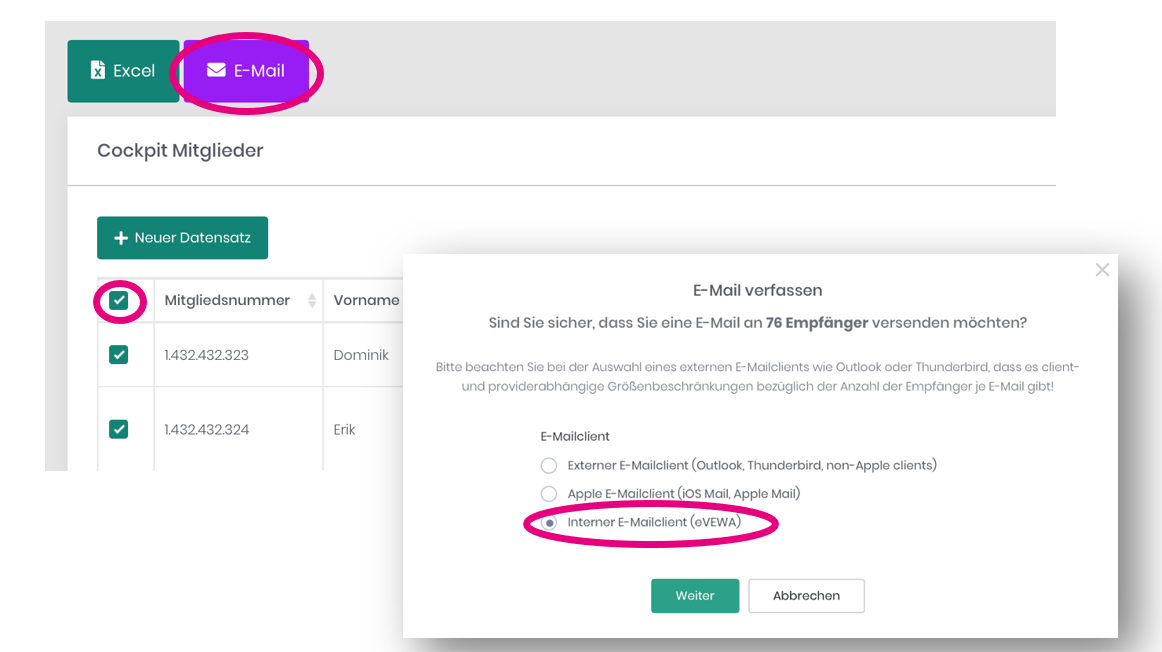 Excel
E-Mail
Cockpit Mitglieder
Neuer Datensatz
Mitgliedsnummer Vorname
1.432.432.323 Dominik
1.432.432.324 Erik
E-Mail verfassen
Sind Sie sicher, dass Sie eine E-Mail an 76 Empfänger versenden möchten?
Bitte beachten Sie bei der Auswahl eines externen E-Mailclients wie Outlook oder Thunderbird, dass es client-
und providerabhängige Größenbeschränkungen bezüglich der Anzahl der Empfänger je E-Mail gibt!
E-Mailclient
Externer E-Mailclient (Outlook, Thunderbird, non-Apple clients)
Apple E-Mailclient (iOS Mail, Apple Mail)
Interner E-Mailclient (eVEWA)
Weiter
Abbrechen